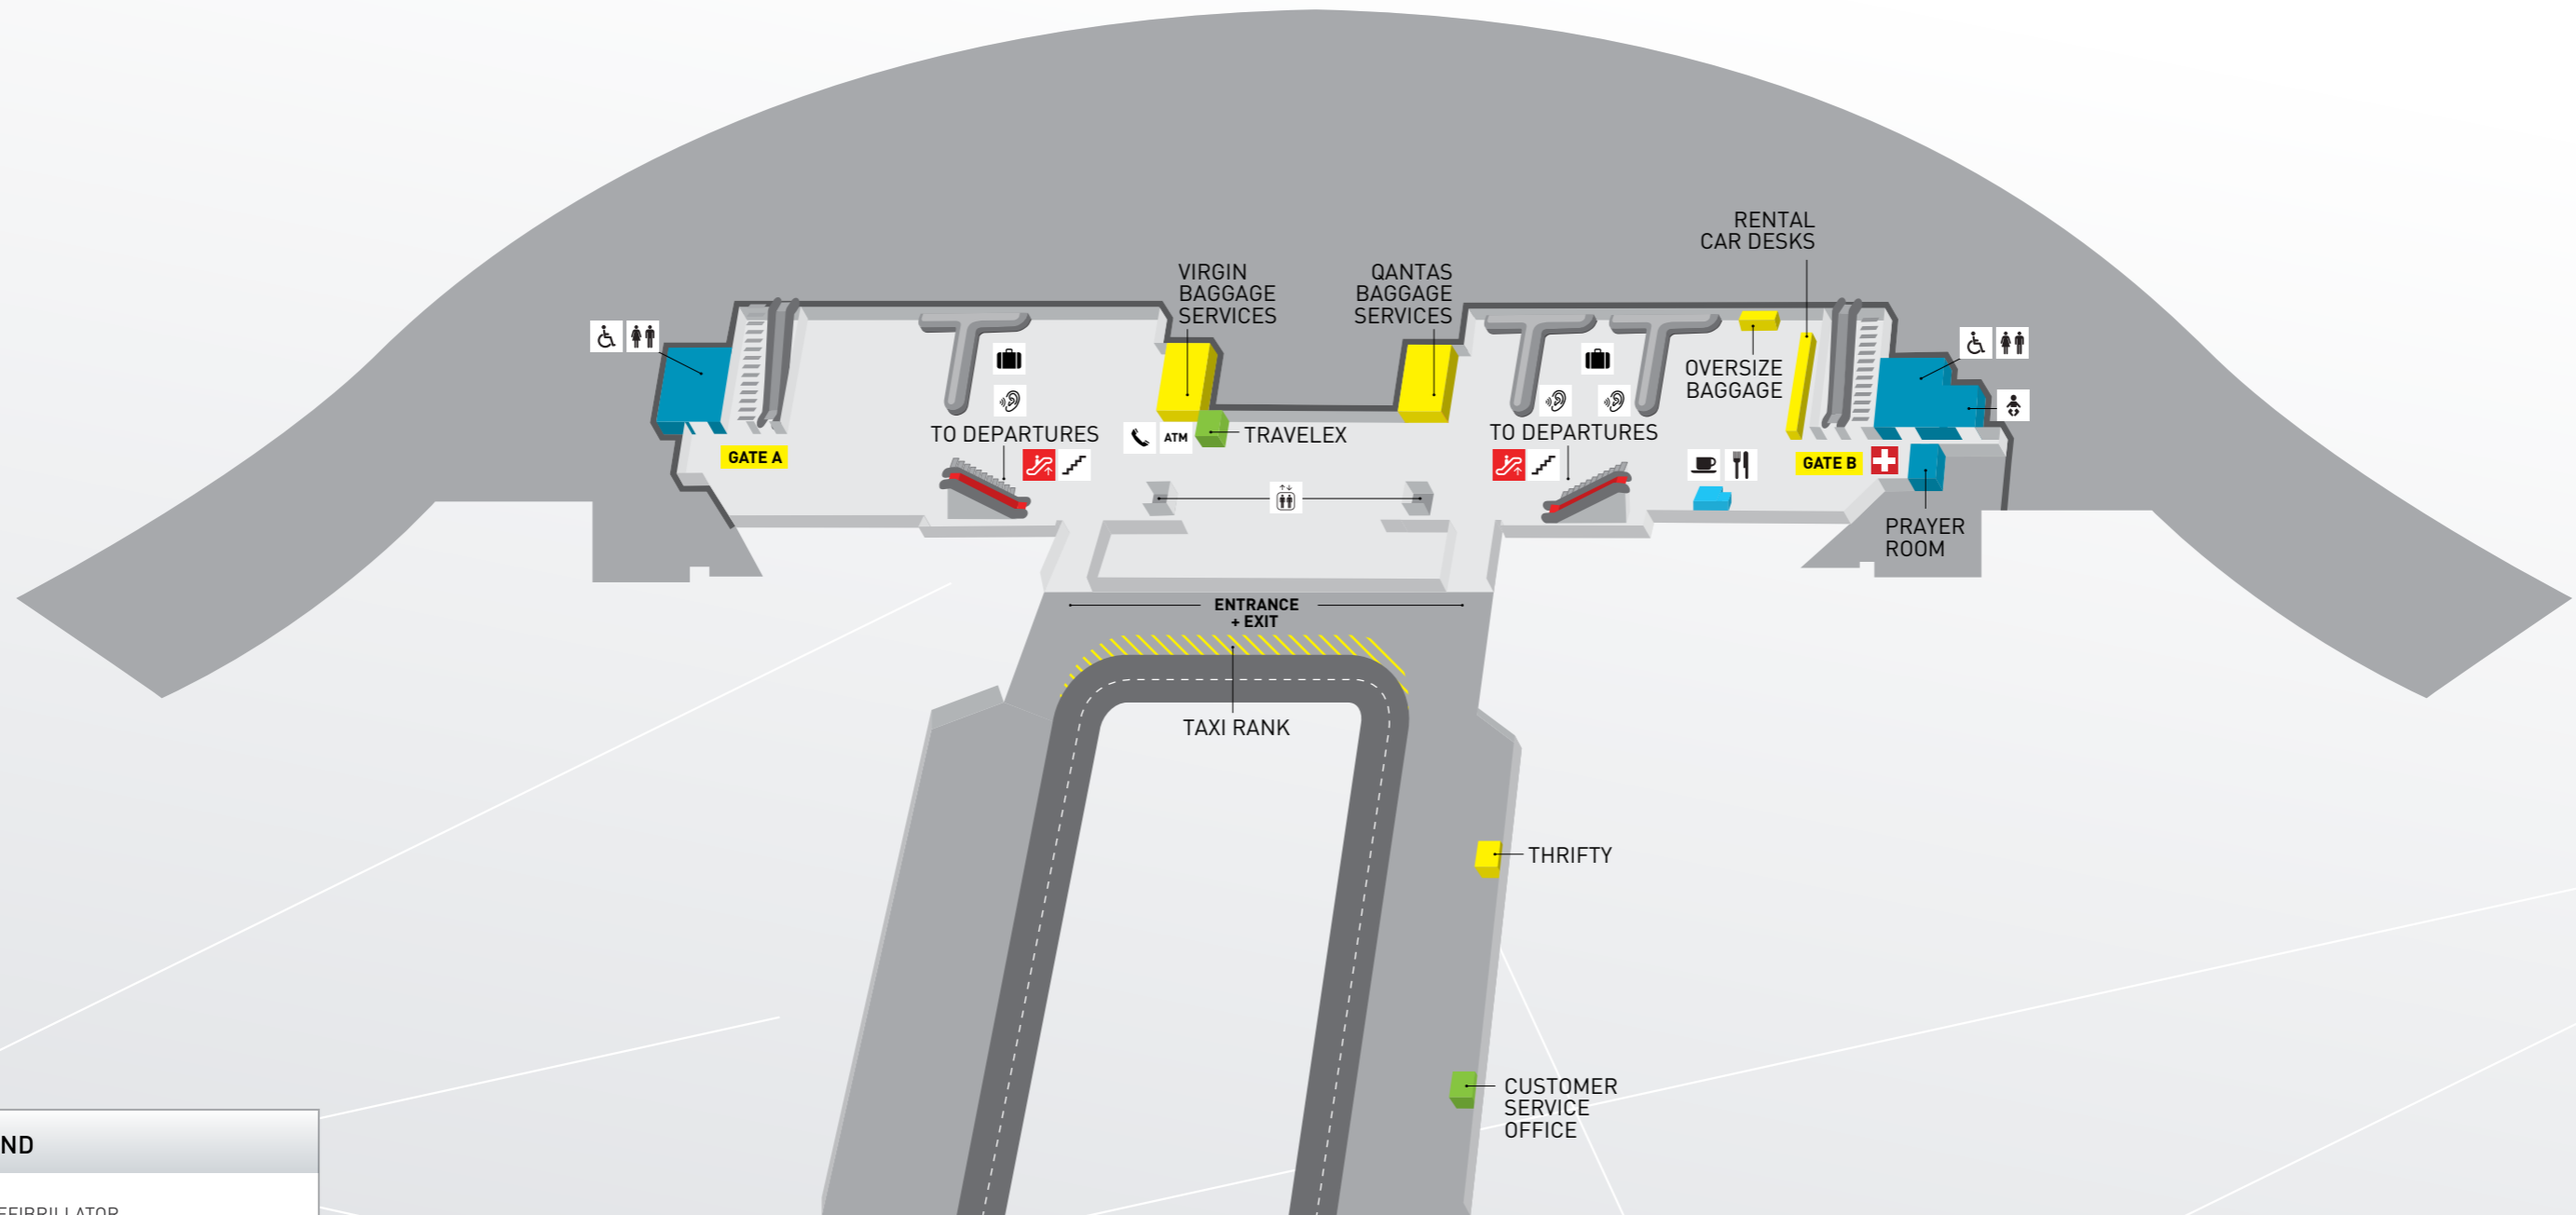 RENTAL
CAR DESKS
VIRGIN
BAGGAGE
SERVICES
QANTAS
BAGGAGE
SERVICES
OVERSIZE
BAGGAGE
TO DEPARTURES
ATM
TRAVELEX
TO DEPARTURES
GATE A
GATE B
PRAYER
ROOM
ENTRANCE
+ EXIT
TAXI RANK
THRIFTY
CUSTOMER
SERVICE
OFFICE
ND
EFIBRILLATOR